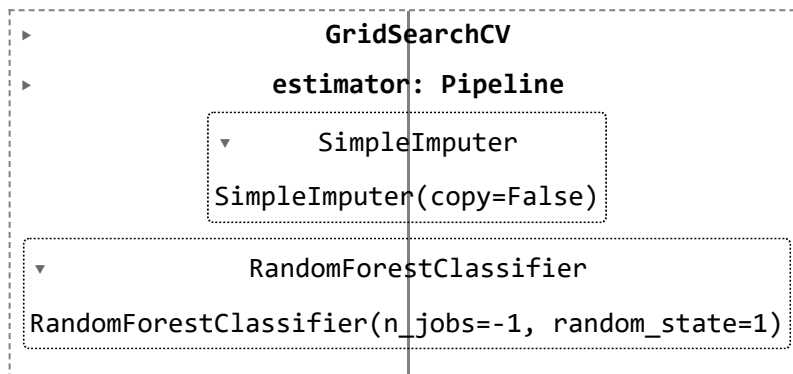 GridSearchCV
estimator: Pipeline
SimpleImputer
SimpleImputer(copy=False)
RandomForestClassifier
RandomForestClassifier(n_jobs=-1, random_state=1)